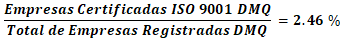 Empresas Certificadas ISO 9001 DMQ
Total de Empresas Registradas DMQ = 2.46 %